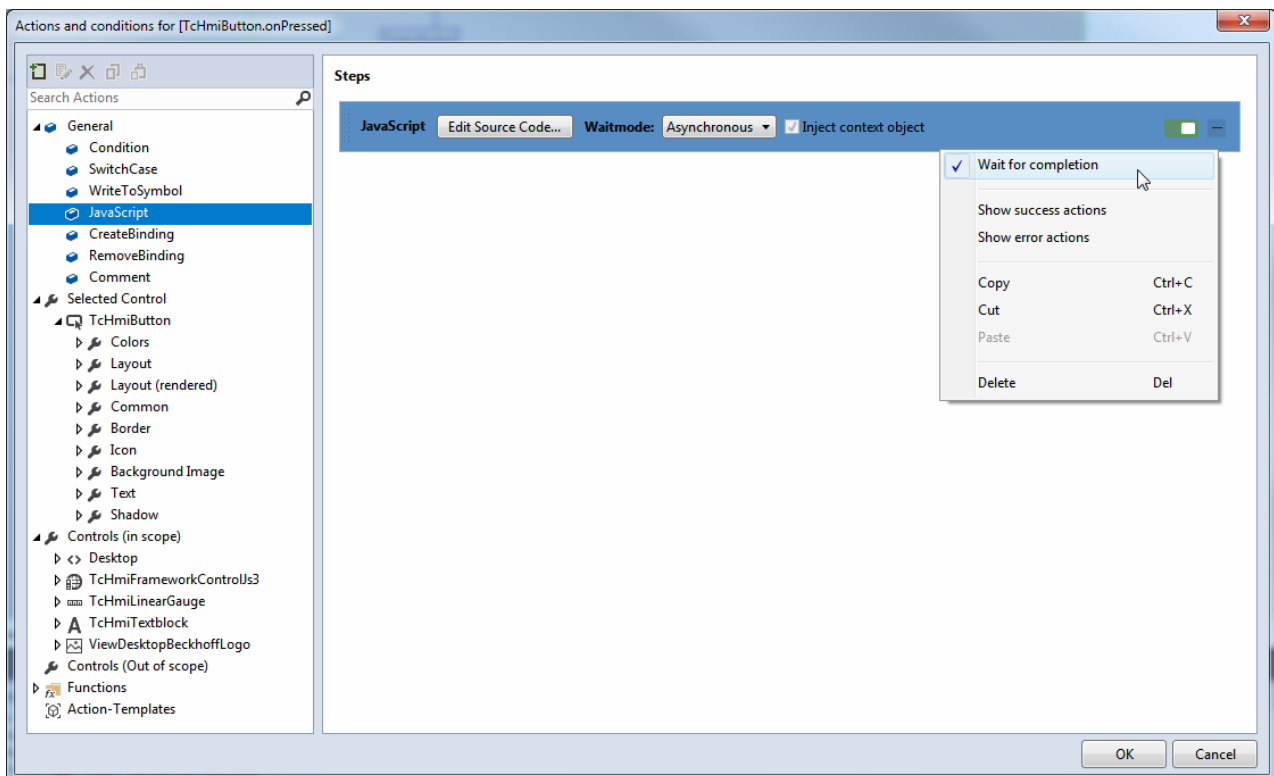 Actions and conditions for [TcHmiButton.onPressed]
Search Actions
General
Condition
SwitchCase
WriteToSymbol
JavaScript
CreateBinding
RemoveBinding
Comment
Selected Control
TcHmiButton
Colors
Layout
Layout (rendered)
Common
Border
Icon
Background Image
Text
Shadow
Controls (in scope)
Desktop
TcHmiFrameworkControlJs3
TcHmiLinearGauge
TcHmiTextblock
ViewDesktopBeckhoffLogo
Controls (Out of scope)
Functions
Action-Templates
Steps
JavaScript Edit Source Code... Waitmode: Asynchronous Inject context object
Wait for completion
Show success actions
Show error actions
Copy Ctrl+C
Cut Ctrl+X
Paste Ctrl+V
Delete Del
OK Cancel